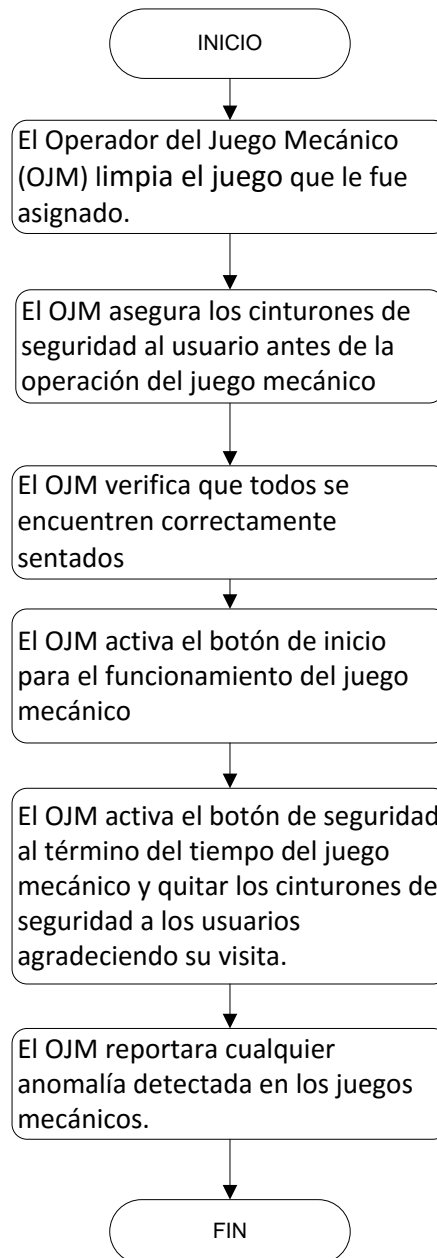 INICIO
El Operador del Juego Mecánico
(OJM) limpia el juego que le fue
asignado.
El OJM asegura los cinturones de
seguridad al usuario antes de la
operación del juego mecánico
El OJM verifica que todos se
encuentren correctamente
sentados
El OJM activa el botón de inicio
para el funcionamiento del juego
mecánico
El OJM activa el botón de seguridad
al término del tiempo del juego
mecánico y quitar los cinturones de
seguridad a los usuarios
agradeciendo su visita.
El OJM reportara cualquier
anomalía detectada en los juegos
mecánicos.
FIN